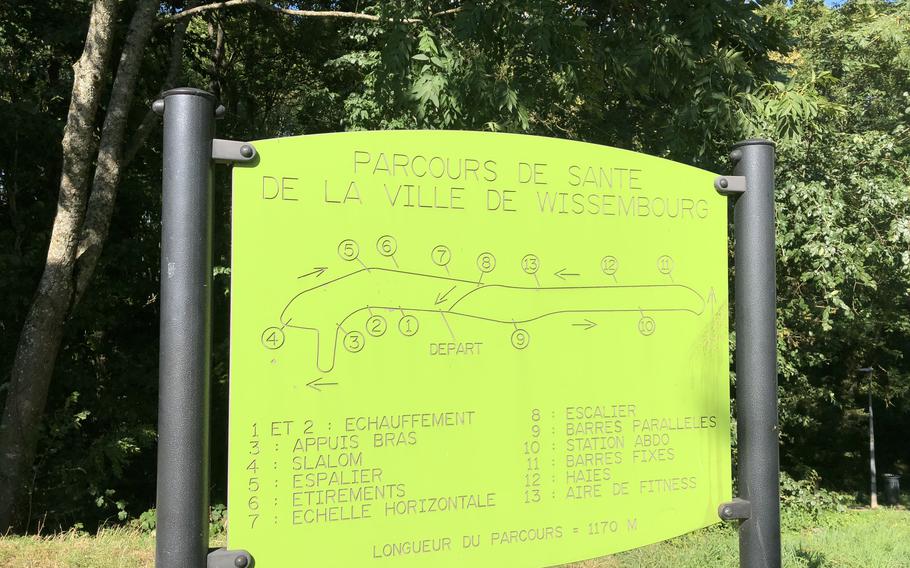 PARCOURS DE SANTE
DE LA VILLE DE WISSEMBOURG
5 6 7 8 13 12 11
4 3 2 1 9 10
DEPART
1 ET 2 : ECHAUFFEMENT
3 : APPUIS BRAS
4 : SLALOM
5 : ESPALIER
6 : ETIREMENTS
7 : ECHELLE HORIZONTALE
8 : ESCALIER
9 : BARRES PARALLELES
10 : STATION ABDO
11 : BARRES FIXES
12 : HAIES
13 : AIRE DE FITNESS
LONGUEUR DU PARCOURS = 1170 M